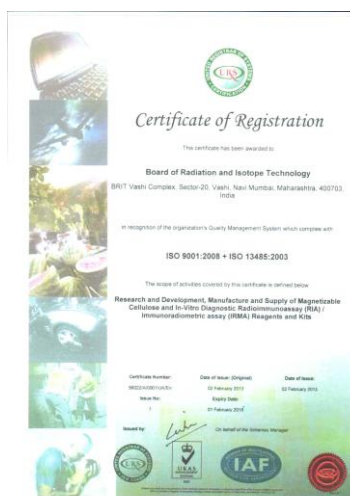 URS
Certificate of Registration
This certificate has been awarded to
Board of Radiation and Isotope Technology
BRIT Vashi Complex, Sector-20, Vashi, Navi Mumbai, Maharashtra, 400703,
India
in recognition of the organization's Quality Management System which complies with
ISO 9001:2008 + ISO 13485:2003
The scope of activities covered by this certificate is defined below
Research and Development, Manufacture and Supply of Magnetizable
Cellulose and In-Vitro Diagnostic Radioimmunoassay (RIA) /
Immunoradiometric assay (IRMA) Reagents and Kits
Certificate Number: Date of Issue: (Original) Date of Issue:
02 February 2013 02 February 2013
Issue No: Expiry Date:
1 01 February 2016
Issued by: On behalf of the Schemes Manager
URS
UKAS
IAF